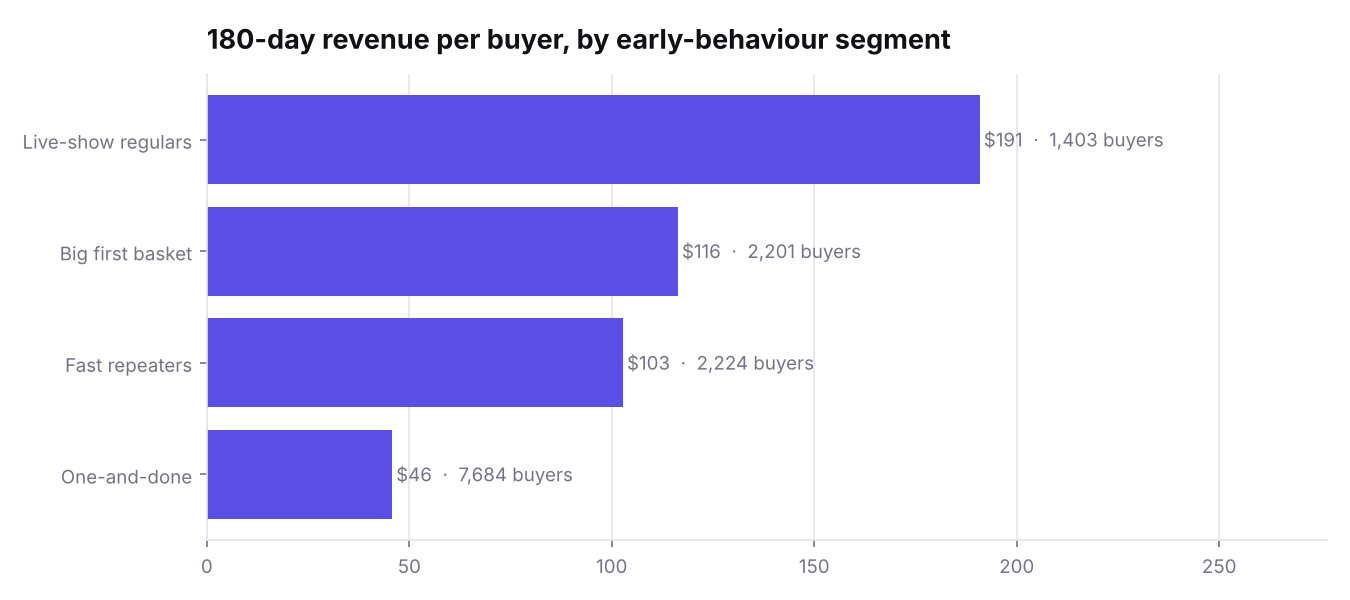 180-day revenue per buyer, by early-behaviour segment
Live-show regulars
$191 · 1,403 buyers
Big first basket
$116 · 2,201 buyers
Fast repeaters
$103 · 2,224 buyers
One-and-done
$46 · 7,684 buyers
0 50 100 150 200 250